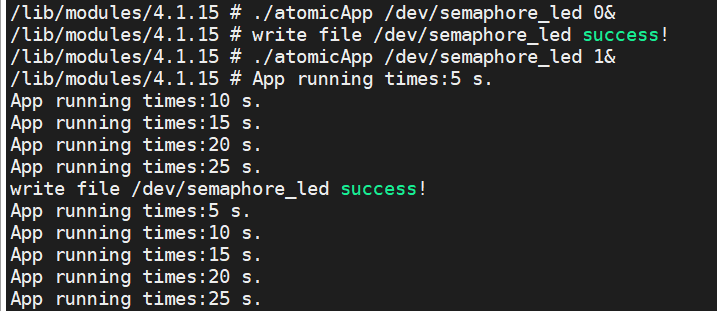 /lib/modules/4.1.15 # ./atomicApp /dev/semaphore_led 0&
/lib/modules/4.1.15 # write file /dev/semaphore_led success!
/lib/modules/4.1.15 # ./atomicApp /dev/semaphore_led 1&
/lib/modules/4.1.15 # App running times:5 s.
App running times:10 s.
App running times:15 s.
App running times:20 s.
App running times:25 s.
write file /dev/semaphore_led success!
App running times:5 s.
App running times:10 s.
App running times:15 s.
App running times:20 s.
App running times:25 s.